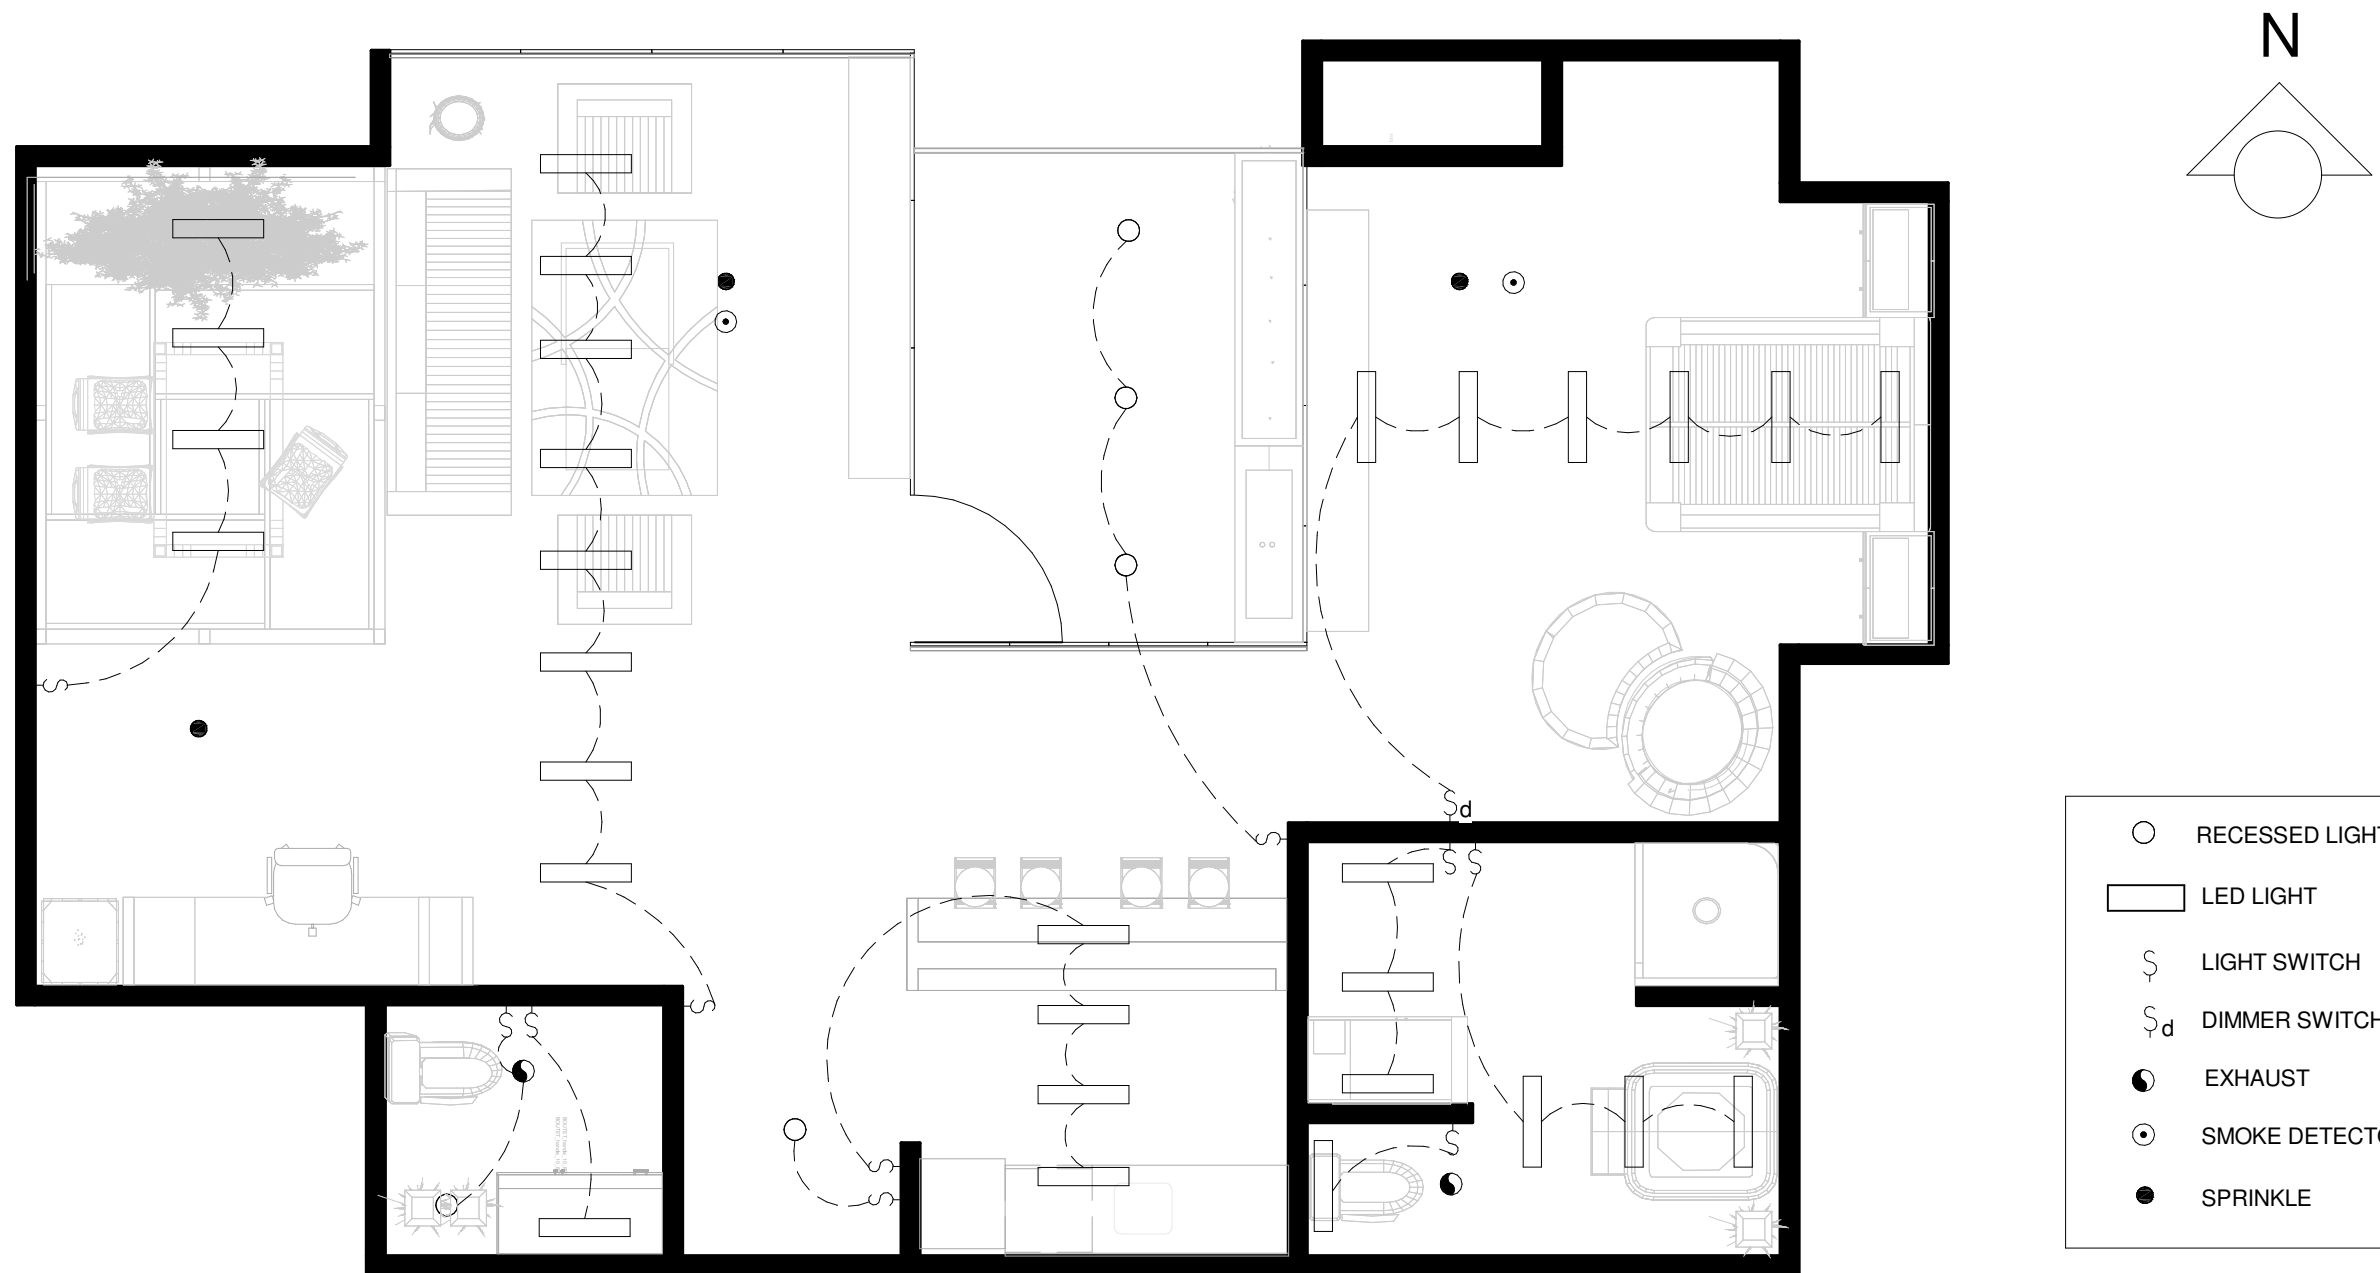 N
d
RECESSED LIGHT
LED LIGHT
LIGHT SWITCH
d
DIMMER SWITCH
EXHAUST
SMOKE DETECTO
SPRINKLE